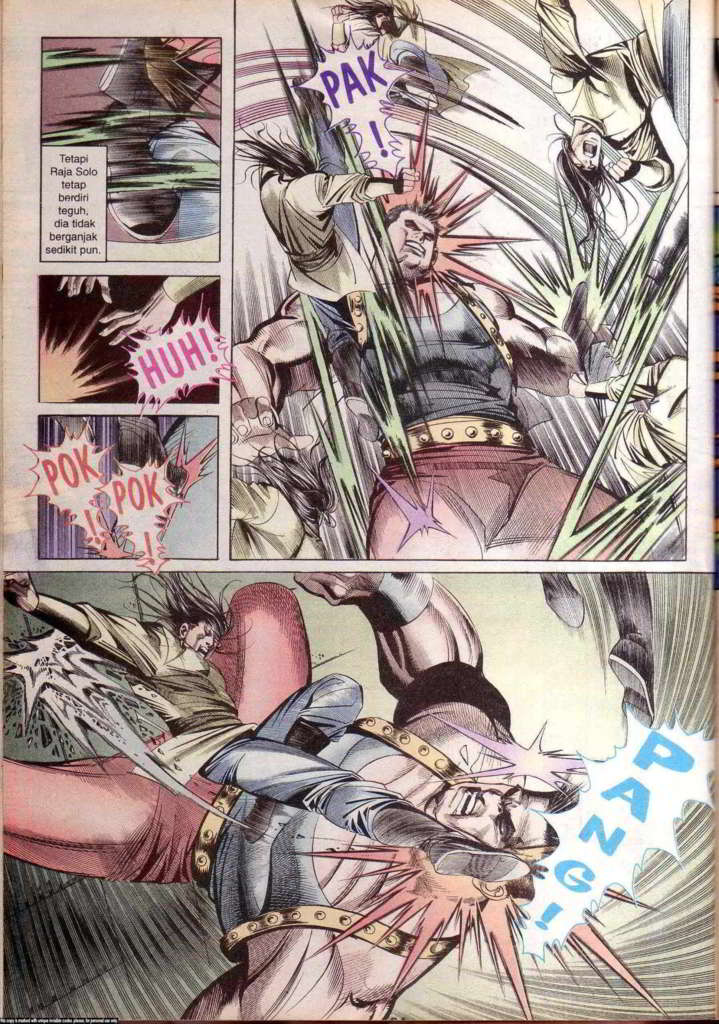 Tetapi
Raja Solo
tetap
berdiri
teguh,
dia tidak
berganjak
sedikit pun.
HUH!
POK
!
POK
!
PAK
!
PANG!